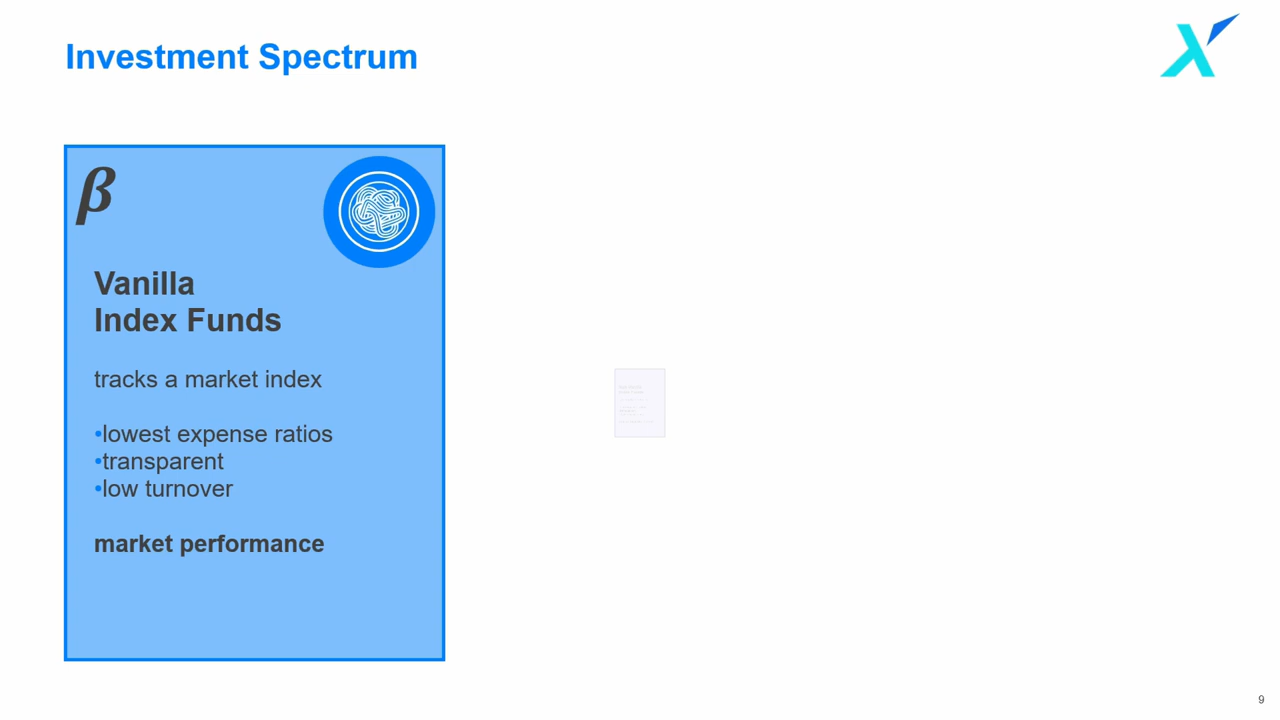 Investment Spectrum
β
Vanilla
Index Funds
tracks a market index
•lowest expense ratios
•transparent
•low turnover
market performance
9